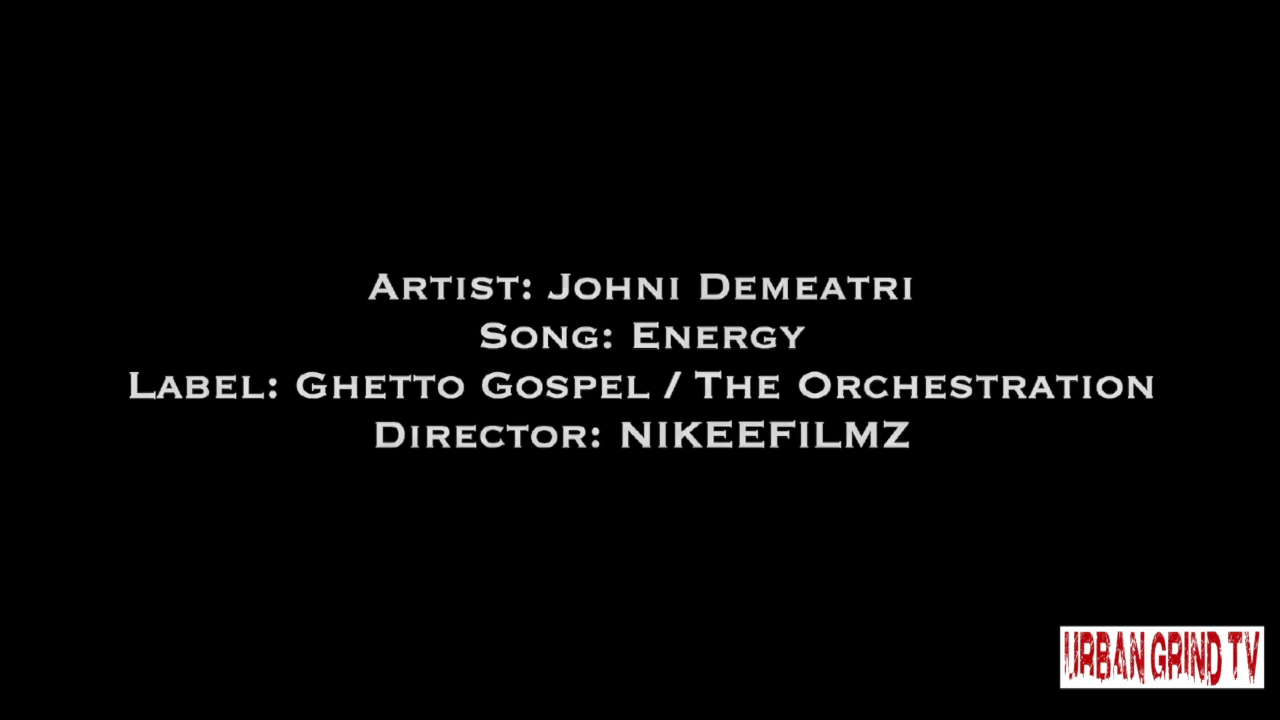 Artist: Johni Demeatri
Song: Energy
Label: Ghetto Gospel / The Orchestration
Director: NIKEEFILMZ
URBAN GRIND TV